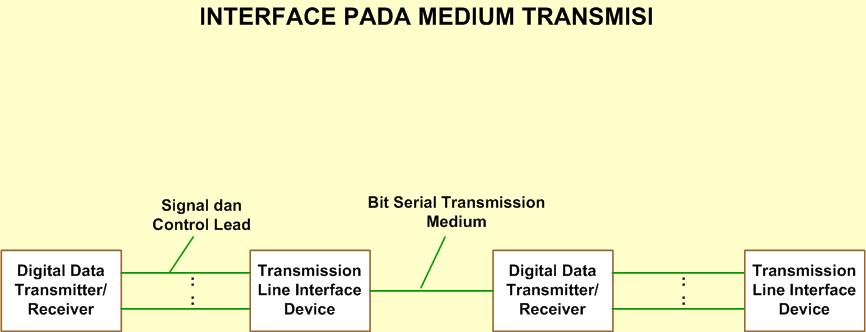 INTERFACE PADA MEDIUM TRANSMISI
Signal dan
Control Lead
Bit Serial Transmission
Medium
Digital Data
Transmitter/
Receiver
Transmission
Line Interface
Device
Digital Data
Transmitter/
Receiver
Transmission
Line Interface
Device